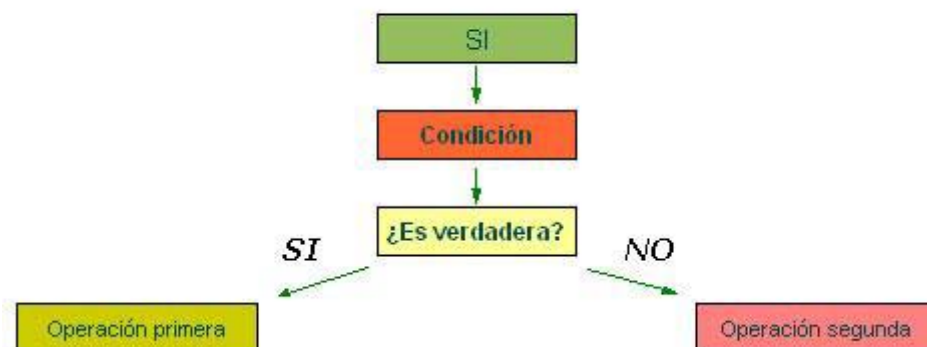 SI
Condición
¿Es verdadera?
SI
NO
Operación primera
Operación segunda